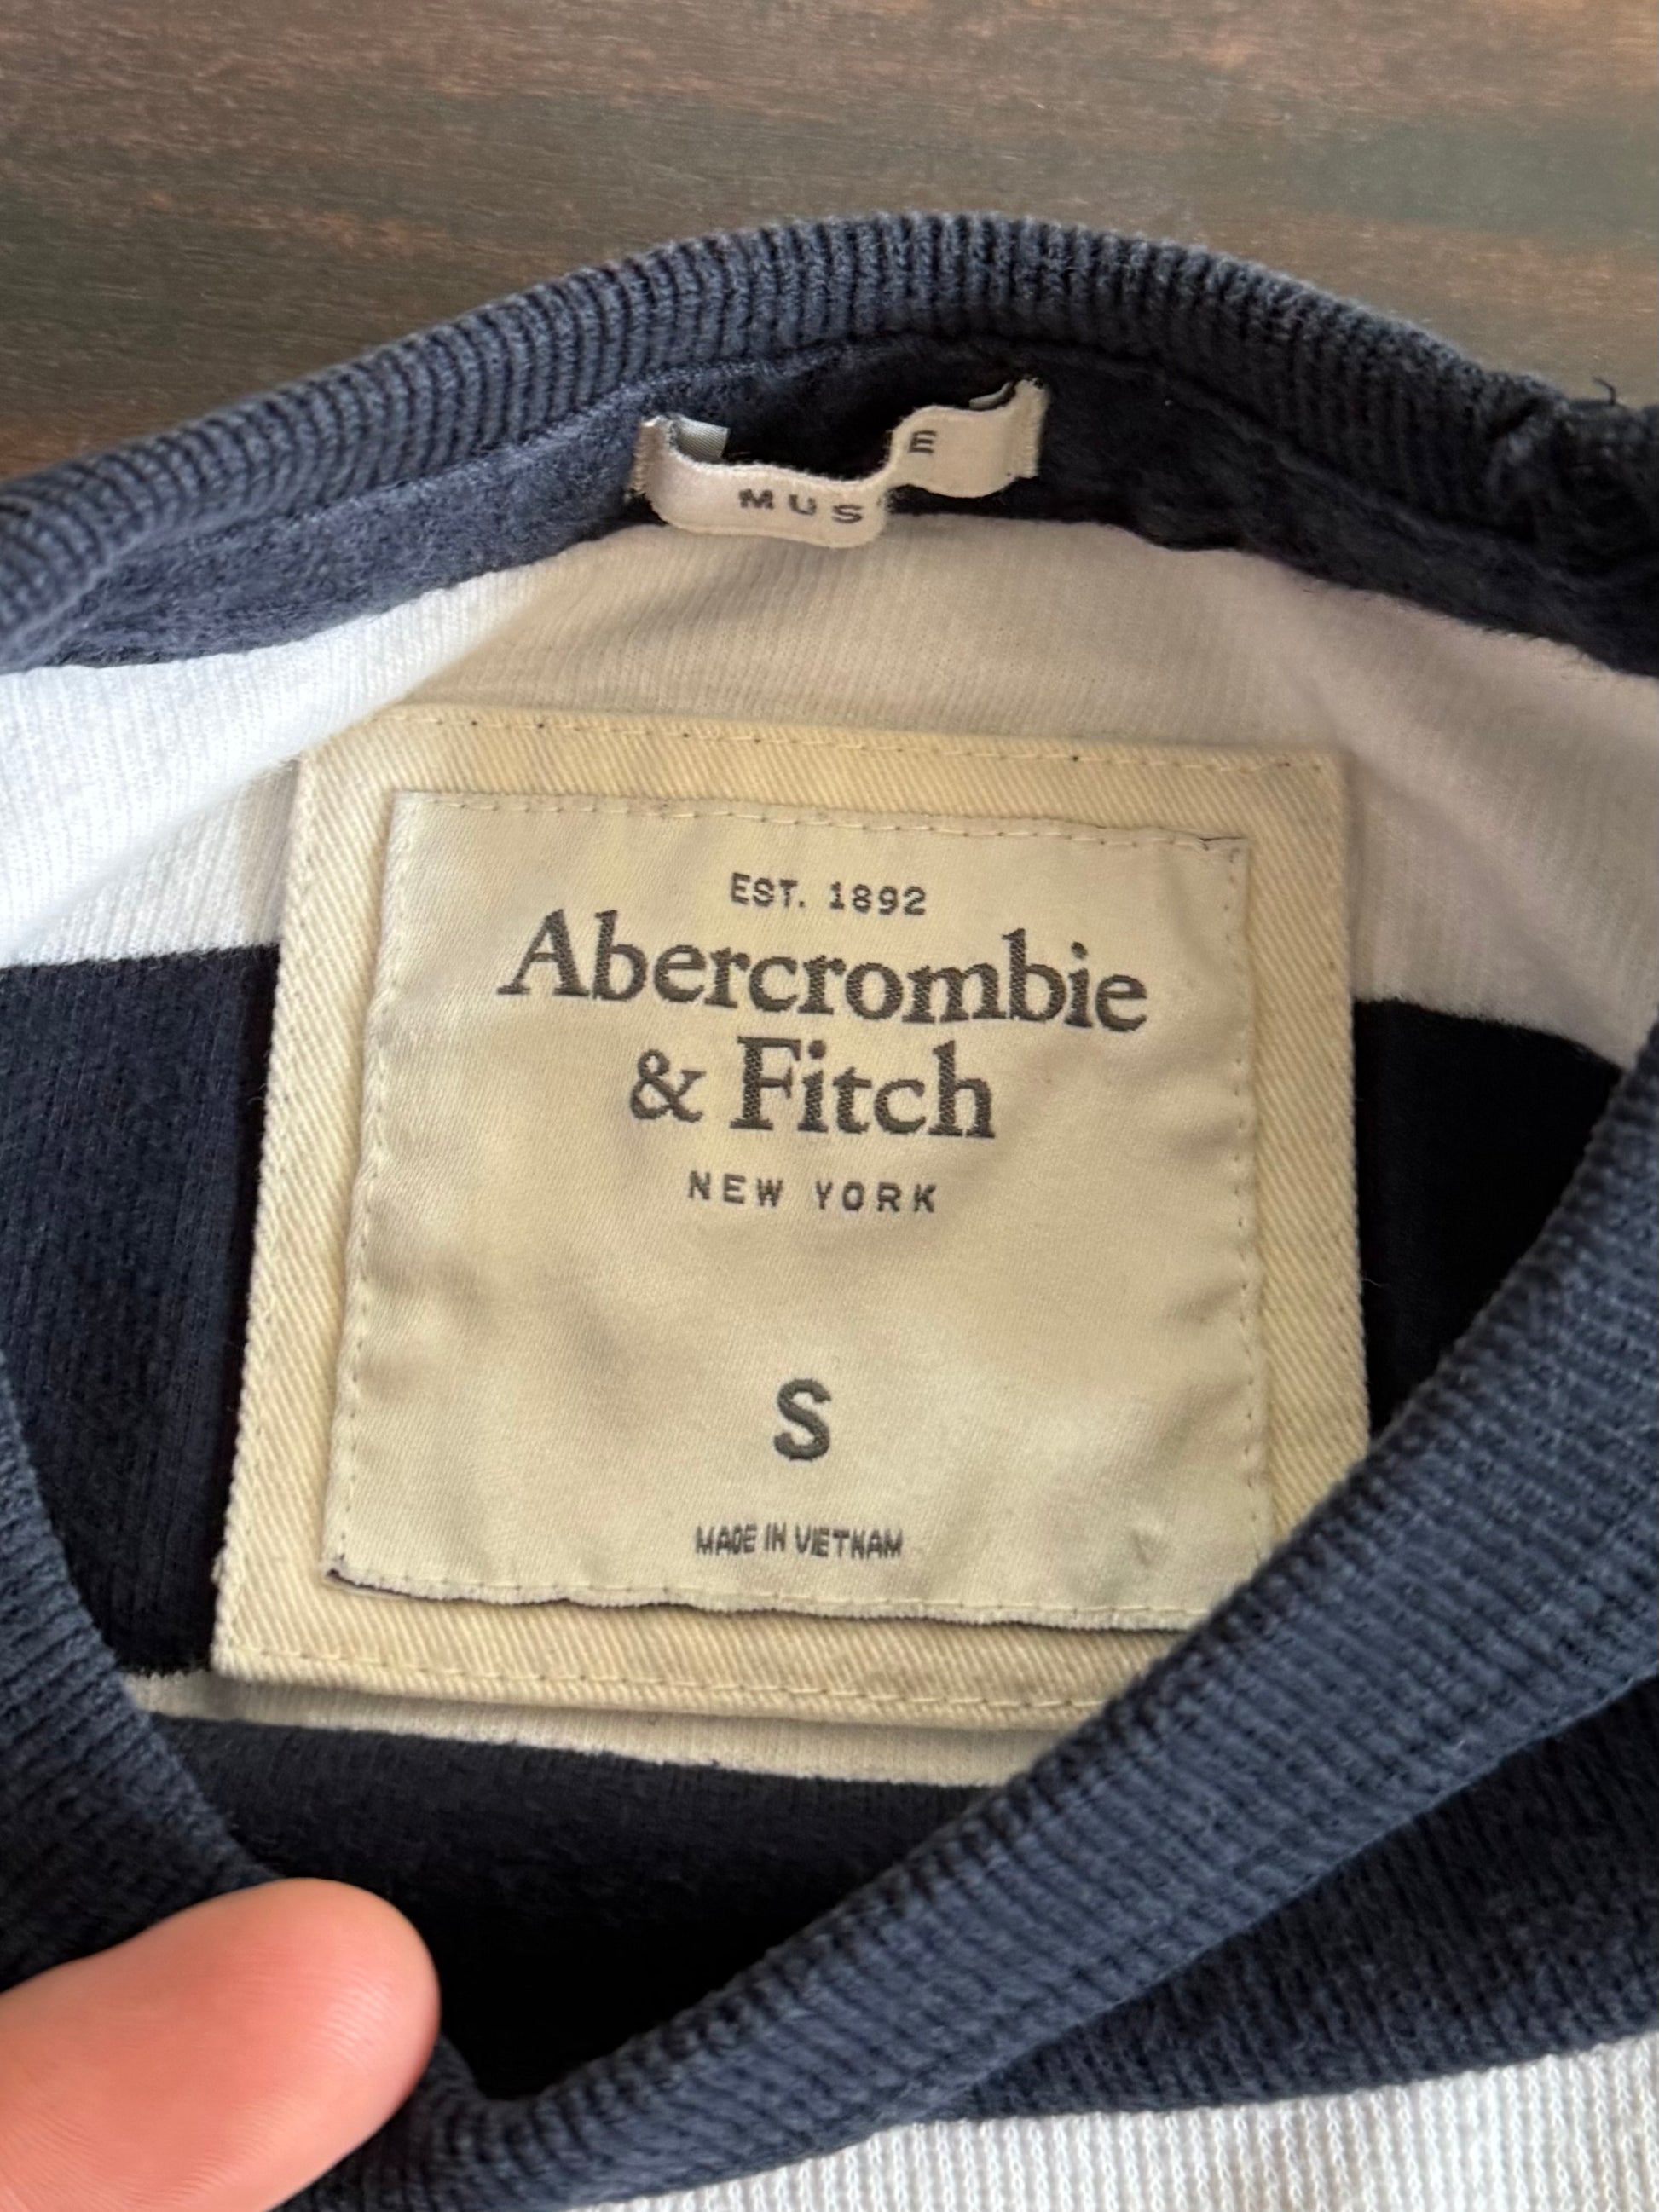 MUS E
EST. 1892
Abercrombie
& Fitch
NEW YORK
S
MADE IN VIETNAM